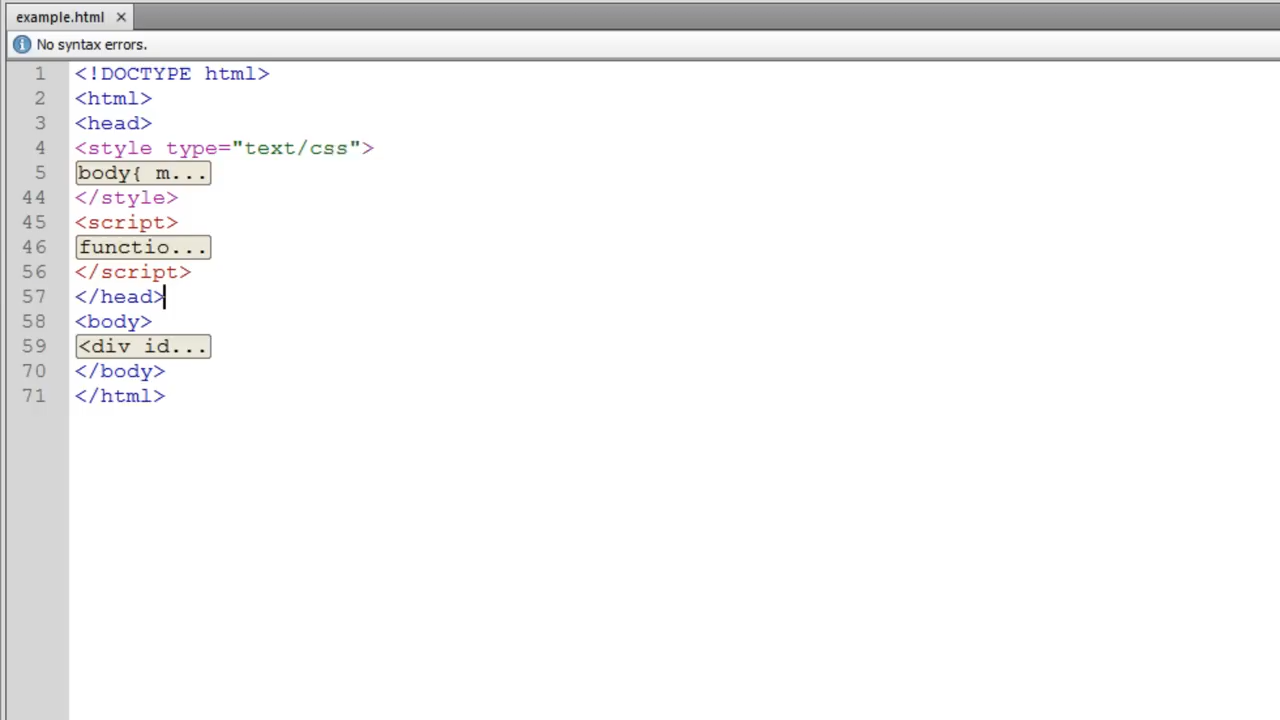 example.html ×
No syntax errors.
1 <!DOCTYPE html>
2 <html>
3 <head>
4 <style type="text/css">
5 body{ m...
44 </style>
45 <script>
46 functio...
56 </script>
57 </head>
58 <body>
59 <div id...
70 </body>
71 </html>